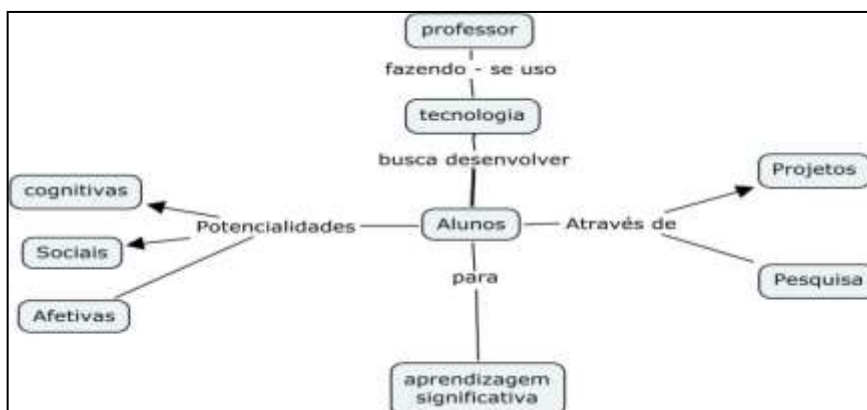 professor
fazendo - se uso
tecnologia
busca desenvolver
Projetos
cognitivas
Potencialidades
Alunos
Através de
Sociais
para
Pesquisa
Afetivas
aprendizagem
significativa